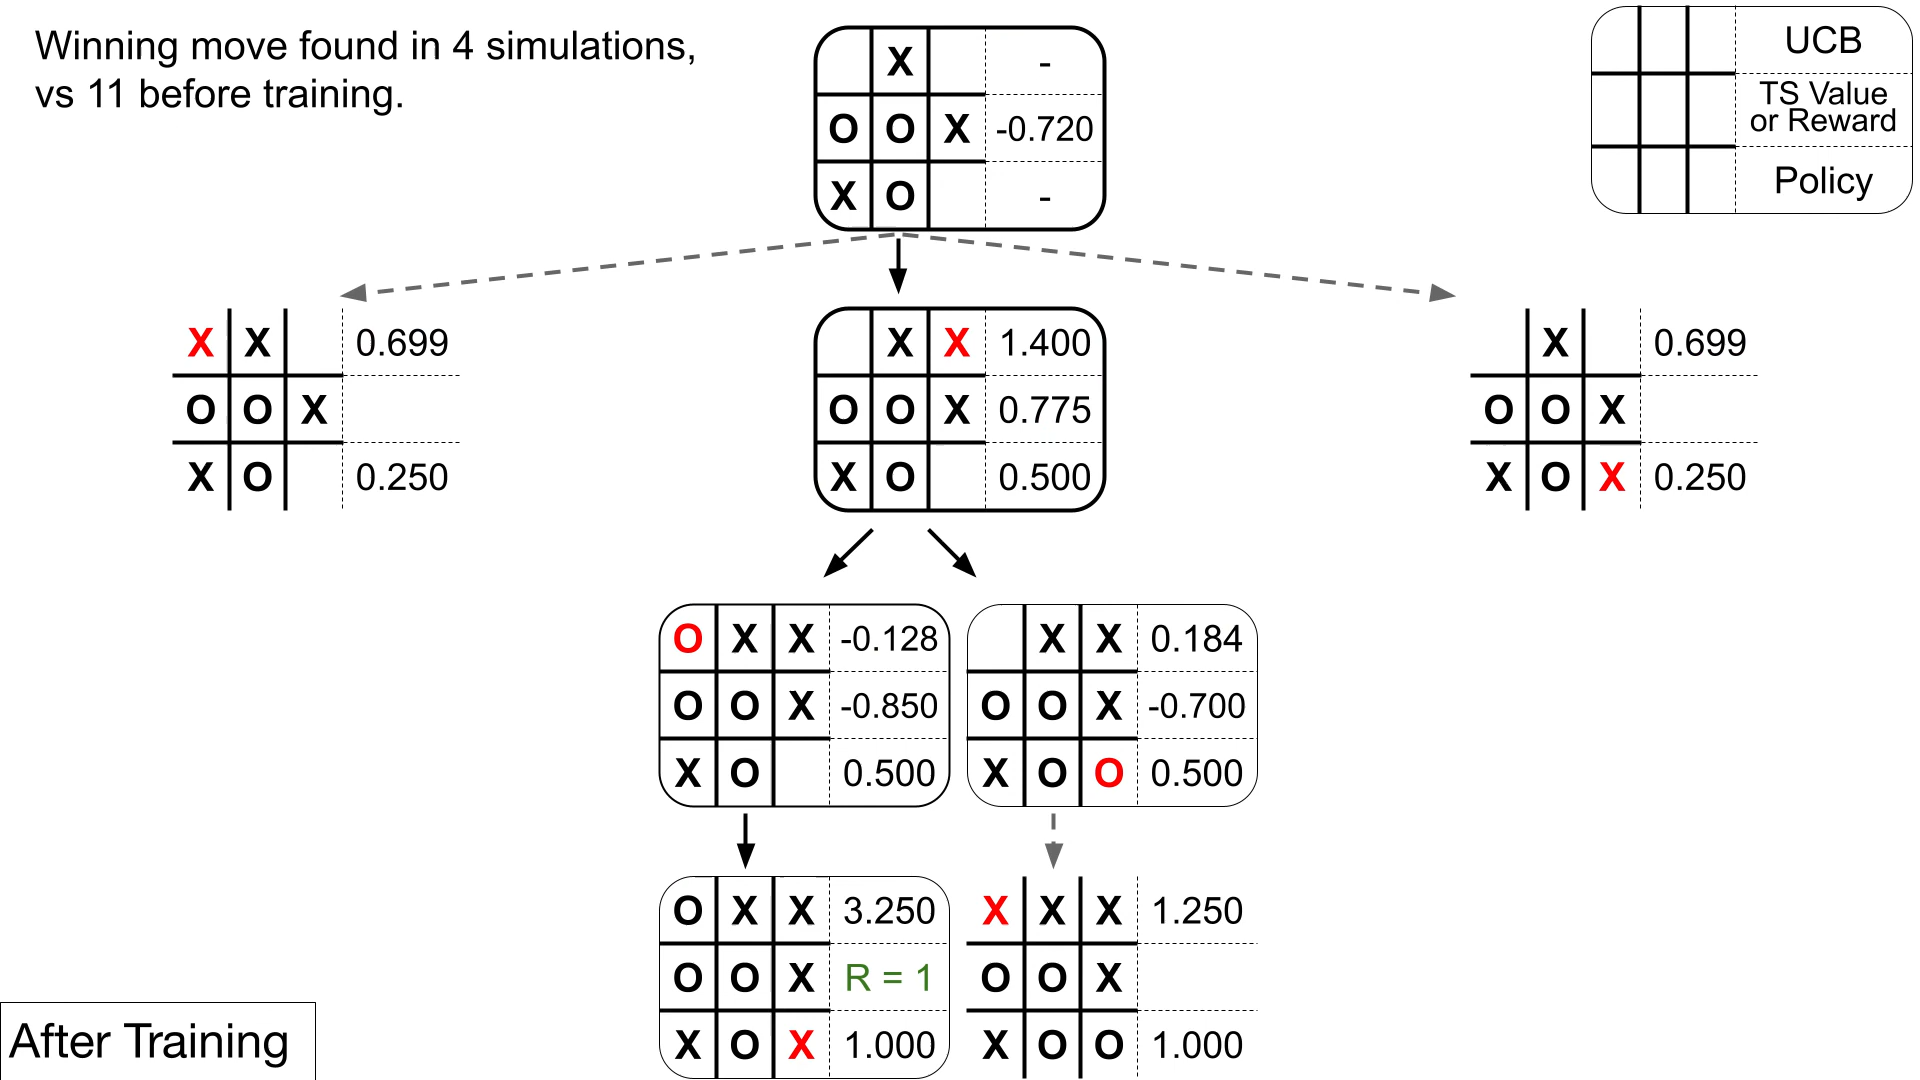 Winning move found in 4 simulations,
vs 11 before training.
X -
O O X -0.720
X O -
UCB
TS Value
or Reward
Policy
X X 0.699
O O X
X O 0.250
X X 1.400
O O X 0.775
X O 0.500
X 0.699
O O X
X O X 0.250
O X X -0.128
O O X -0.850
X O 0.500
X X 0.184
O O X -0.700
X O O 0.500
O X X 3.250
O O X R = 1
X O X 1.000
X X X 1.250
O O X
X O O 1.000
After Training